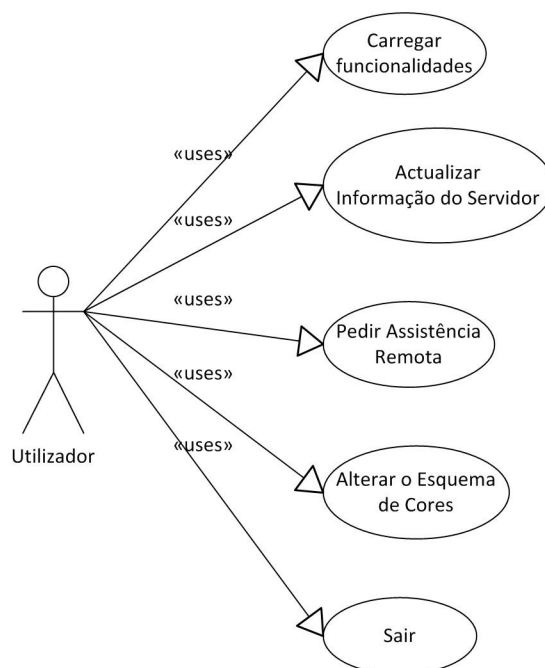 Carregar
funcionalidades
«uses»
Actualizar
Informação do Servidor
«uses»
«uses»
Pedir Assistência
Remota
«uses»
Utilizador
«uses»
Alterar o Esquema
de Cores
Sair